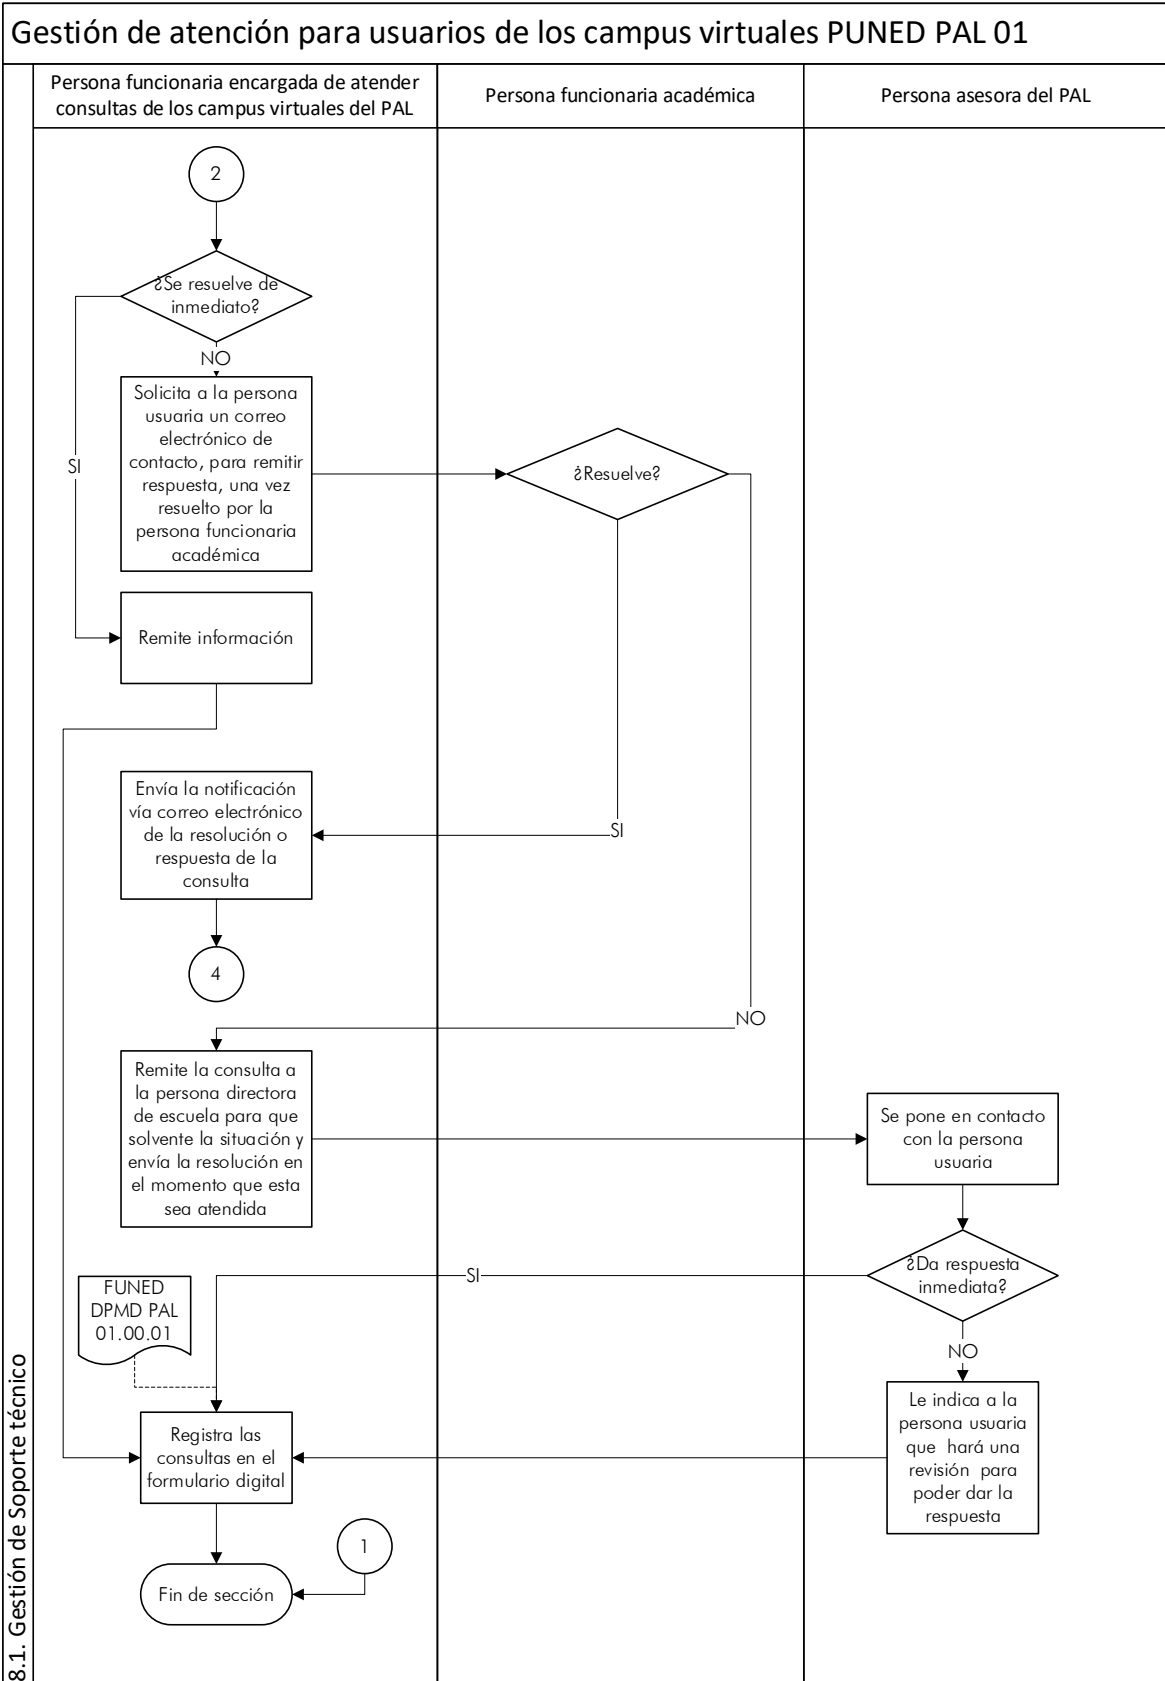 Gestión de atención para usuarios de los campus virtuales PUNED PAL 01
Persona funcionaria encargada de atender
consultas de los campus virtuales del PAL
Persona funcionaria académica
Persona asesora del PAL
8.1. Gestión de Soporte técnico
2
¿Se resuelve de
inmediato?
NO
SI
Solicita a la persona
usuaria un correo
electrónico de
contacto, para remitir
respuesta, una vez
resuelto por la
persona funcionaria
académica
¿Resuelve?
Remite información
Envía la notificación
vía correo electrónico
de la resolución o
respuesta de la
consulta
SI
4
NO
Remite la consulta a
la persona directora
de escuela para que
solvente la situación y
envía la resolución en
el momento que esta
sea atendida
Se pone en contacto
con la persona
usuaria
¿Da respuesta
inmediata?
SI
NO
FUNED
DPMD PAL
01.00.01
Registra las
consultas en el
formulario digital
Le indica a la
persona usuaria
que hará una
revisión para
poder dar la
respuesta
1
Fin de sección